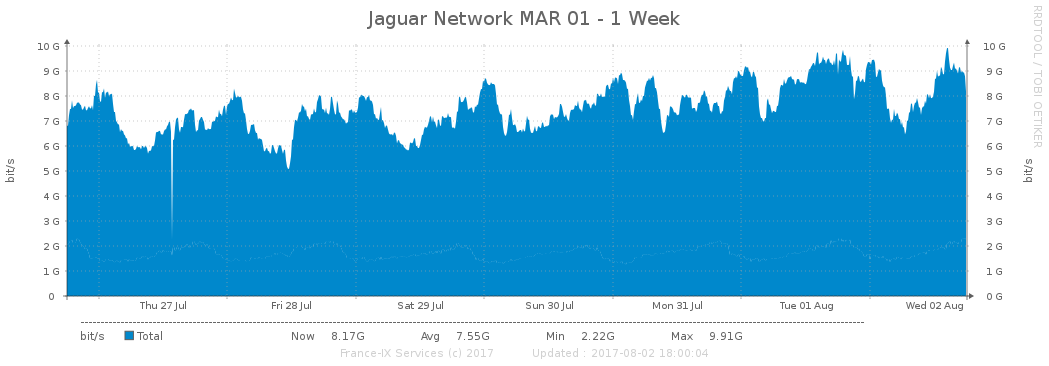 Jaguar Network MAR 01 - 1 Week
RRDTOOL / TOBI OETIKER
10 G 10 G
9 G 9 G
8 G 8 G
7 G 7 G
6 G 6 G
5 G 5 G
4 G 4 G
3 G 3 G
2 G 2 G
1 G 1 G
0 0 G
bit/s bit/s
Thu 27 Jul Fri 28 Jul Sat 29 Jul Sun 30 Jul Mon 31 Jul Tue 01 Aug Wed 02 Aug
bit/s Total Now 8.17G Avg 7.55G Min 2.22G Max 9.91G
France-IX Services (c) 2017 Updated : 2017-08-02 18:00:04